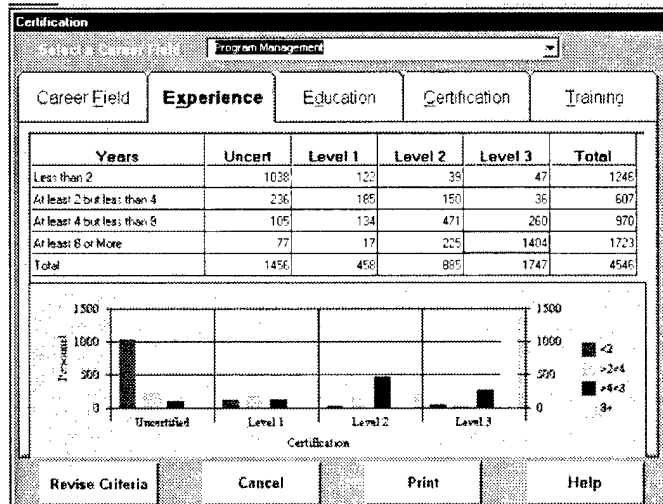 Certification
Select a Career Field Program Management
Career Field Experience Education Certification Training
Years Uncert Level 1 Level 2 Level 3 Total
Less than 2 1038 122 39 47 1246
At least 2 but less than 4 236 185 150 36 607
At least 4 but less than 8 105 134 471 260 970
At least 8 or More 77 17 225 1404 1723
Total 1456 458 885 1747 4546
1500 1500
1000 1000
500 500
0 0
Personnel
<2
>2<4
>4<8
8+
Uncertified Level 1 Level 2 Level 3
Certification
Revise Criteria Cancel Print Help